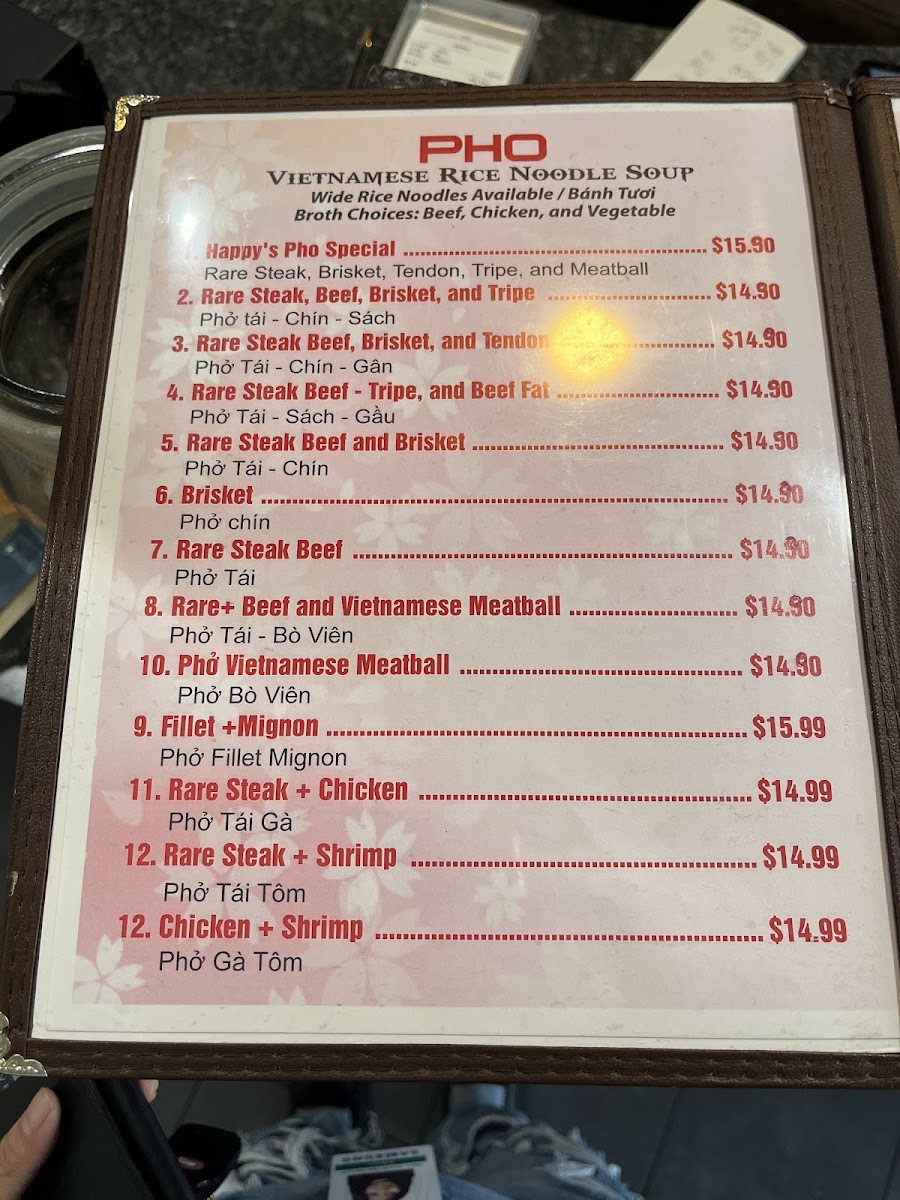 PHO
VIETNAMESE RICE NOODLE SOUP
Wide Rice Noodles Available / Bánh Tươi
Broth Choices: Beef, Chicken, and Vegetable
1. Happy's Pho Special ........ $15.90
Rare Steak, Brisket, Tendon, Tripe, and Meatball
2. Rare Steak, Beef, Brisket, and Tripe ........ $14.90
Phở tái - Chín - Sách
3. Rare Steak Beef, Brisket, and Tendon ........ $14.90
Phở Tái - Chín - Gân
4. Rare Steak Beef - Tripe, and Beef Fat ........ $14.90
Phở Tái - Sách - Gầu
5. Rare Steak Beef and Brisket ........ $14.90
Phở Tái - Chín
6. Brisket ........ $14.90
Phở chín
7. Rare Steak Beef ........ $14.90
Phở Tái
8. Rare+ Beef and Vietnamese Meatball ........ $14.90
Phở Tái - Bò Viên
10. Phở Vietnamese Meatball ........ $14.90
Phở Bò Viên
9. Fillet +Mignon ........ $15.99
Phở Fillet Mignon
11. Rare Steak + Chicken ........ $14.99
Phở Tái Gà
12. Rare Steak + Shrimp ........ $14.99
Phở Tái Tôm
12. Chicken + Shrimp ........ $14.99
Phở Gà Tôm